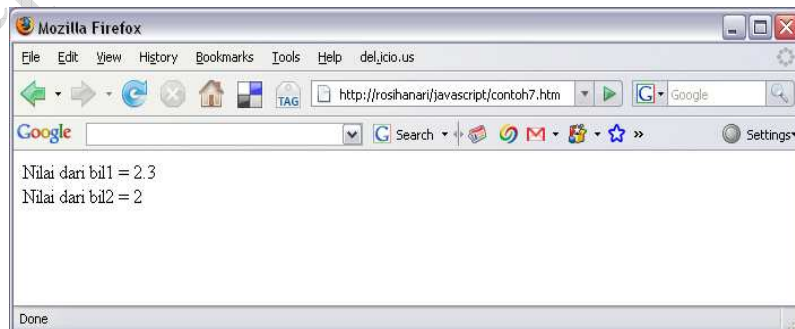 Mozilla Firefox
File Edit View History Bookmarks Tools Help del.icio.us
TAG http://rosihanari/javascript/contoh7.htm G Google
Google G Search » Settings
Nilai dari bil1 = 2.3
Nilai dari bil2 = 2
Done